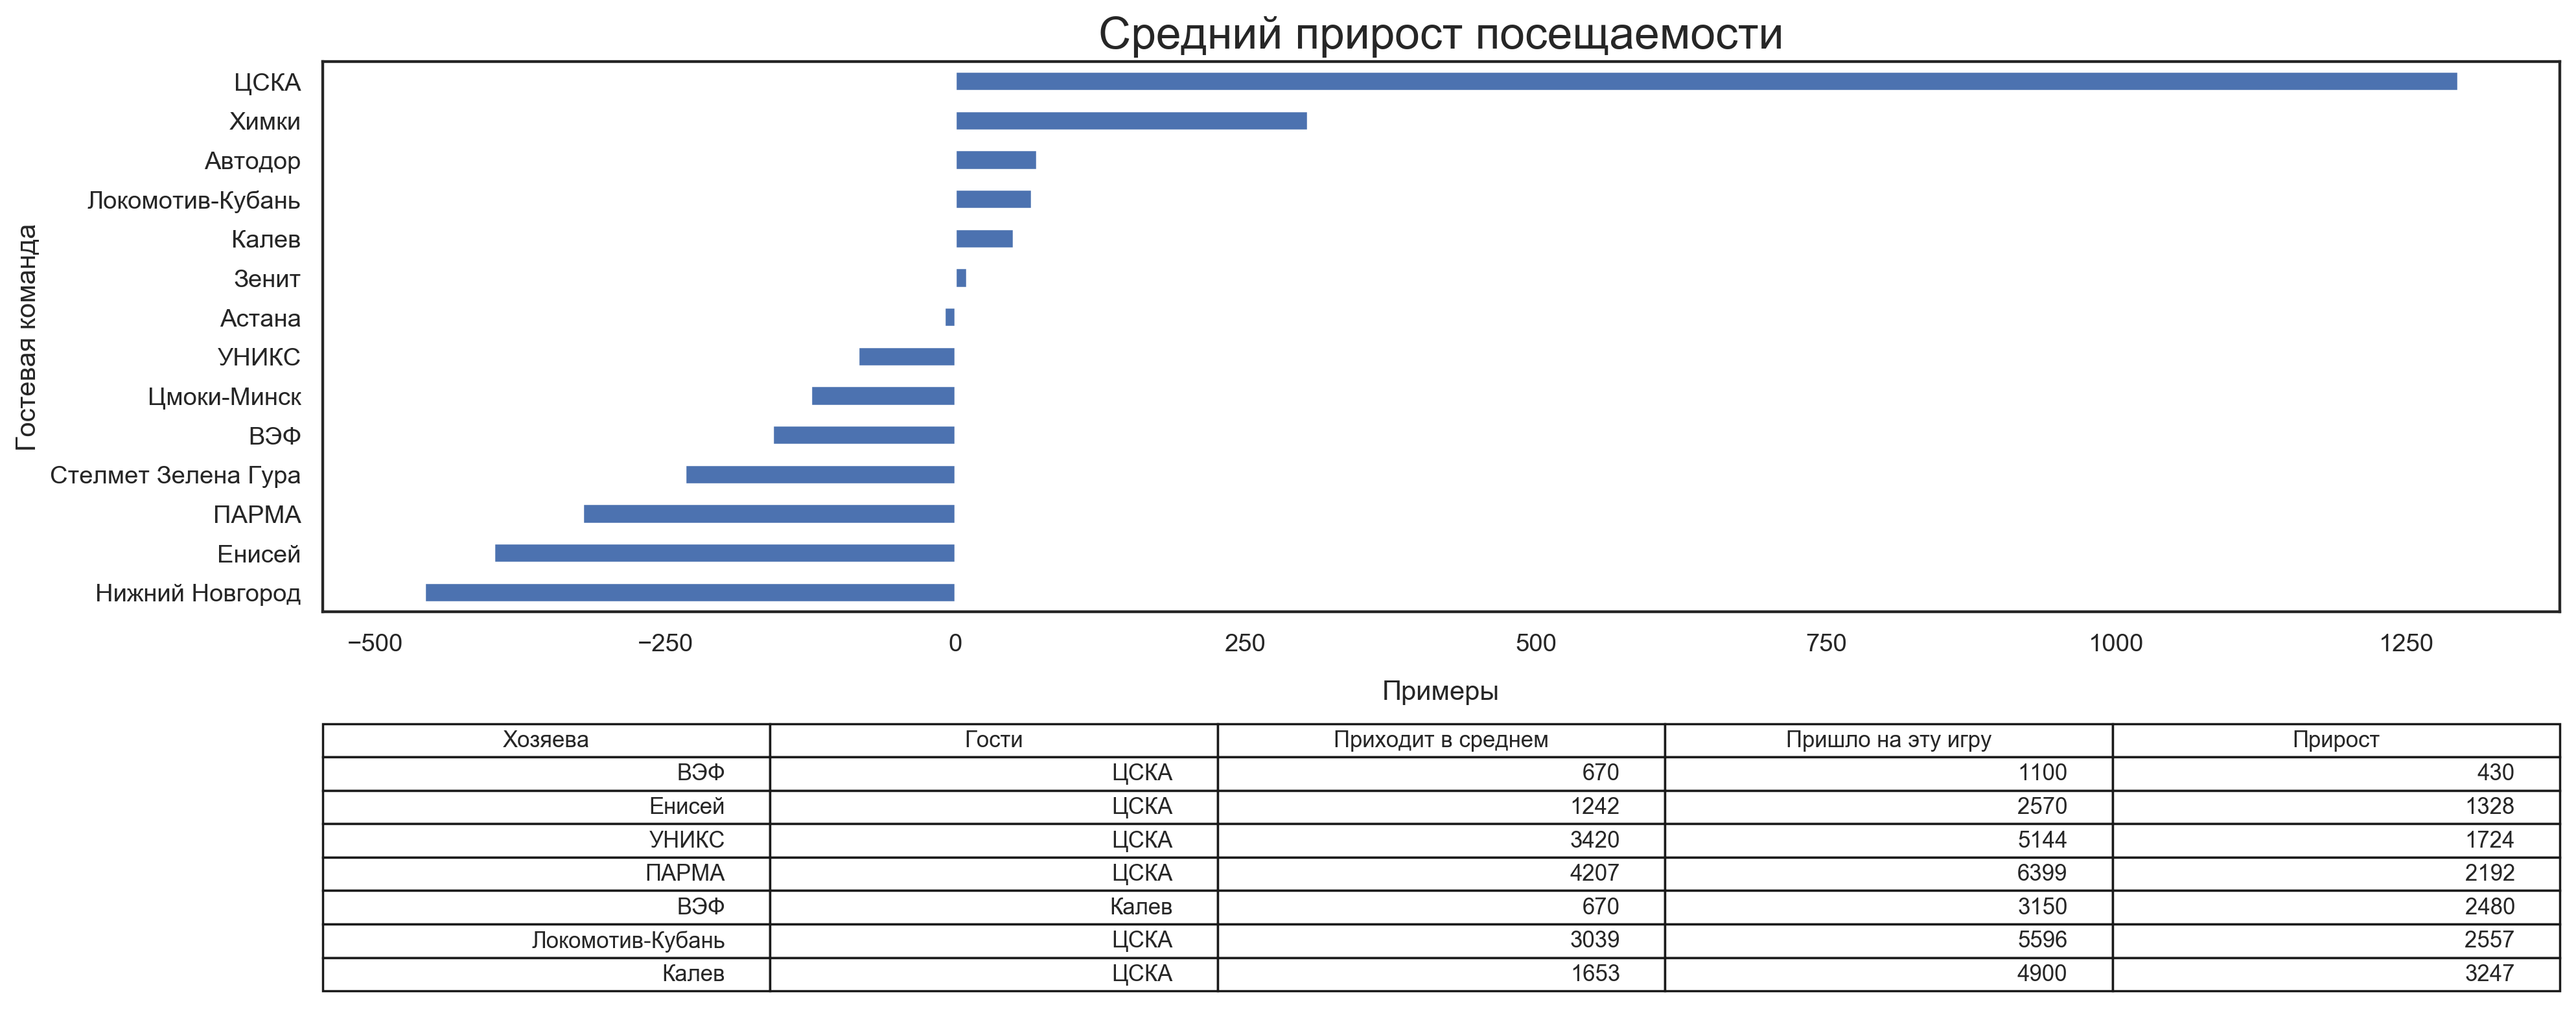 Средний прирост посещаемости
Гостевая команда
ЦСКА
Химки
Автодор
Локомотив-Кубань
Калев
Зенит
Астана
УНИКС
Цмоки-Минск
ВЭФ
Стелмет Зелена Гура
ПАРМА
Енисей
Нижний Новгород
−500 −250 0 250 500 750 1000 1250
Примеры
Хозяева Гости Приходит в среднем Пришло на эту игру Прирост
ВЭФ ЦСКА 670 1100 430
Енисей ЦСКА 1242 2570 1328
УНИКС ЦСКА 3420 5144 1724
ПАРМА ЦСКА 4207 6399 2192
ВЭФ Калев 670 3150 2480
Локомотив-Кубань ЦСКА 3039 5596 2557
Калев ЦСКА 1653 4900 3247